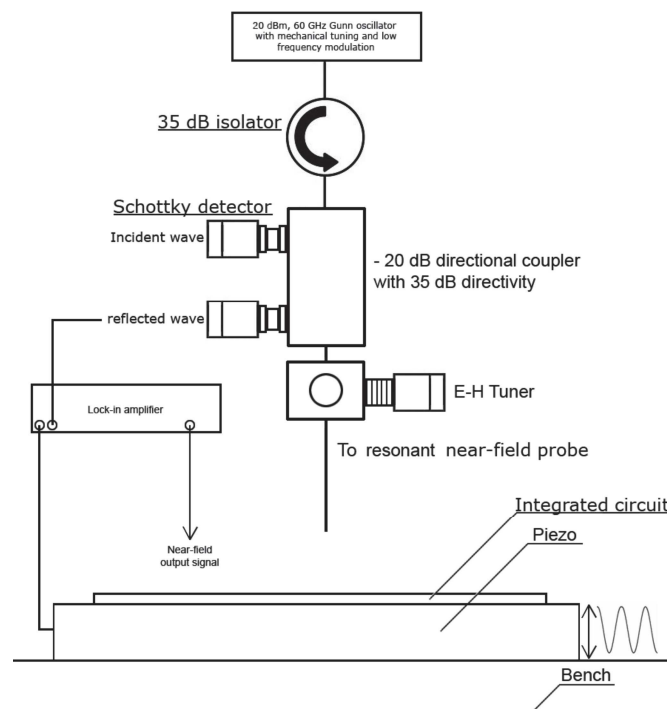 20 dBm, 60 GHz Gunn oscillator
with mechanical tuning and low
frequency modulation
35 dB isolator
Schottky detector
Incident wave
- 20 dB directional coupler
with 35 dB directivity
reflected wave
E-H Tuner
Lock-in amplifier
To resonant near-field probe
Near-field
output signal
Integrated circuit
Piezo
Bench